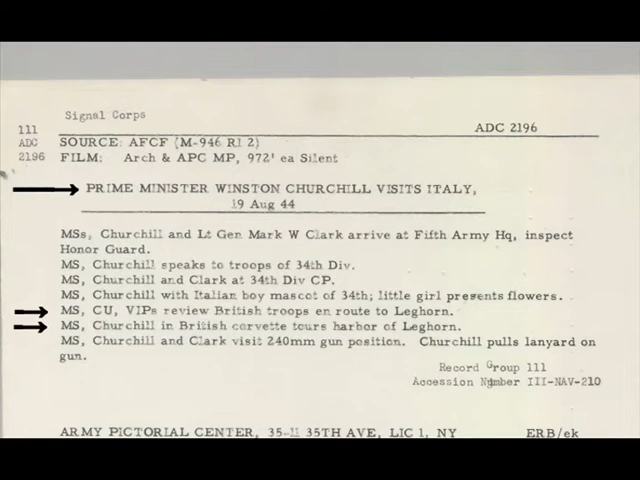 Signal Corps
111
ADC
2196
ADC 2196
SOURCE: AFCF (M-946 R1 2)
FILM: Arch & APC MP, 972' ea Silent
PRIME MINISTER WINSTON CHURCHILL VISITS ITALY,
19 Aug 44
MSs, Churchill and Lt Gen Mark W Clark arrive at Fifth Army Hq, inspect
Honor Guard.
MS, Churchill speaks to troops of 34th Div.
MS, Churchill and Clark at 34th Div CP.
MS, Churchill with Italian boy mascot of 34th; little girl presents flowers.
MS, CU, VIPs review British troops en route to Leghorn.
MS, Churchill in British corvette tours harbor of Leghorn.
MS, Churchill and Clark visit 240mm gun position. Churchill pulls lanyard on
gun.
Record Group 111
Accession Number III-NAV-210
ARMY PICTORIAL CENTER, 35-11 35TH AVE, LIC 1, NY ERB/ek